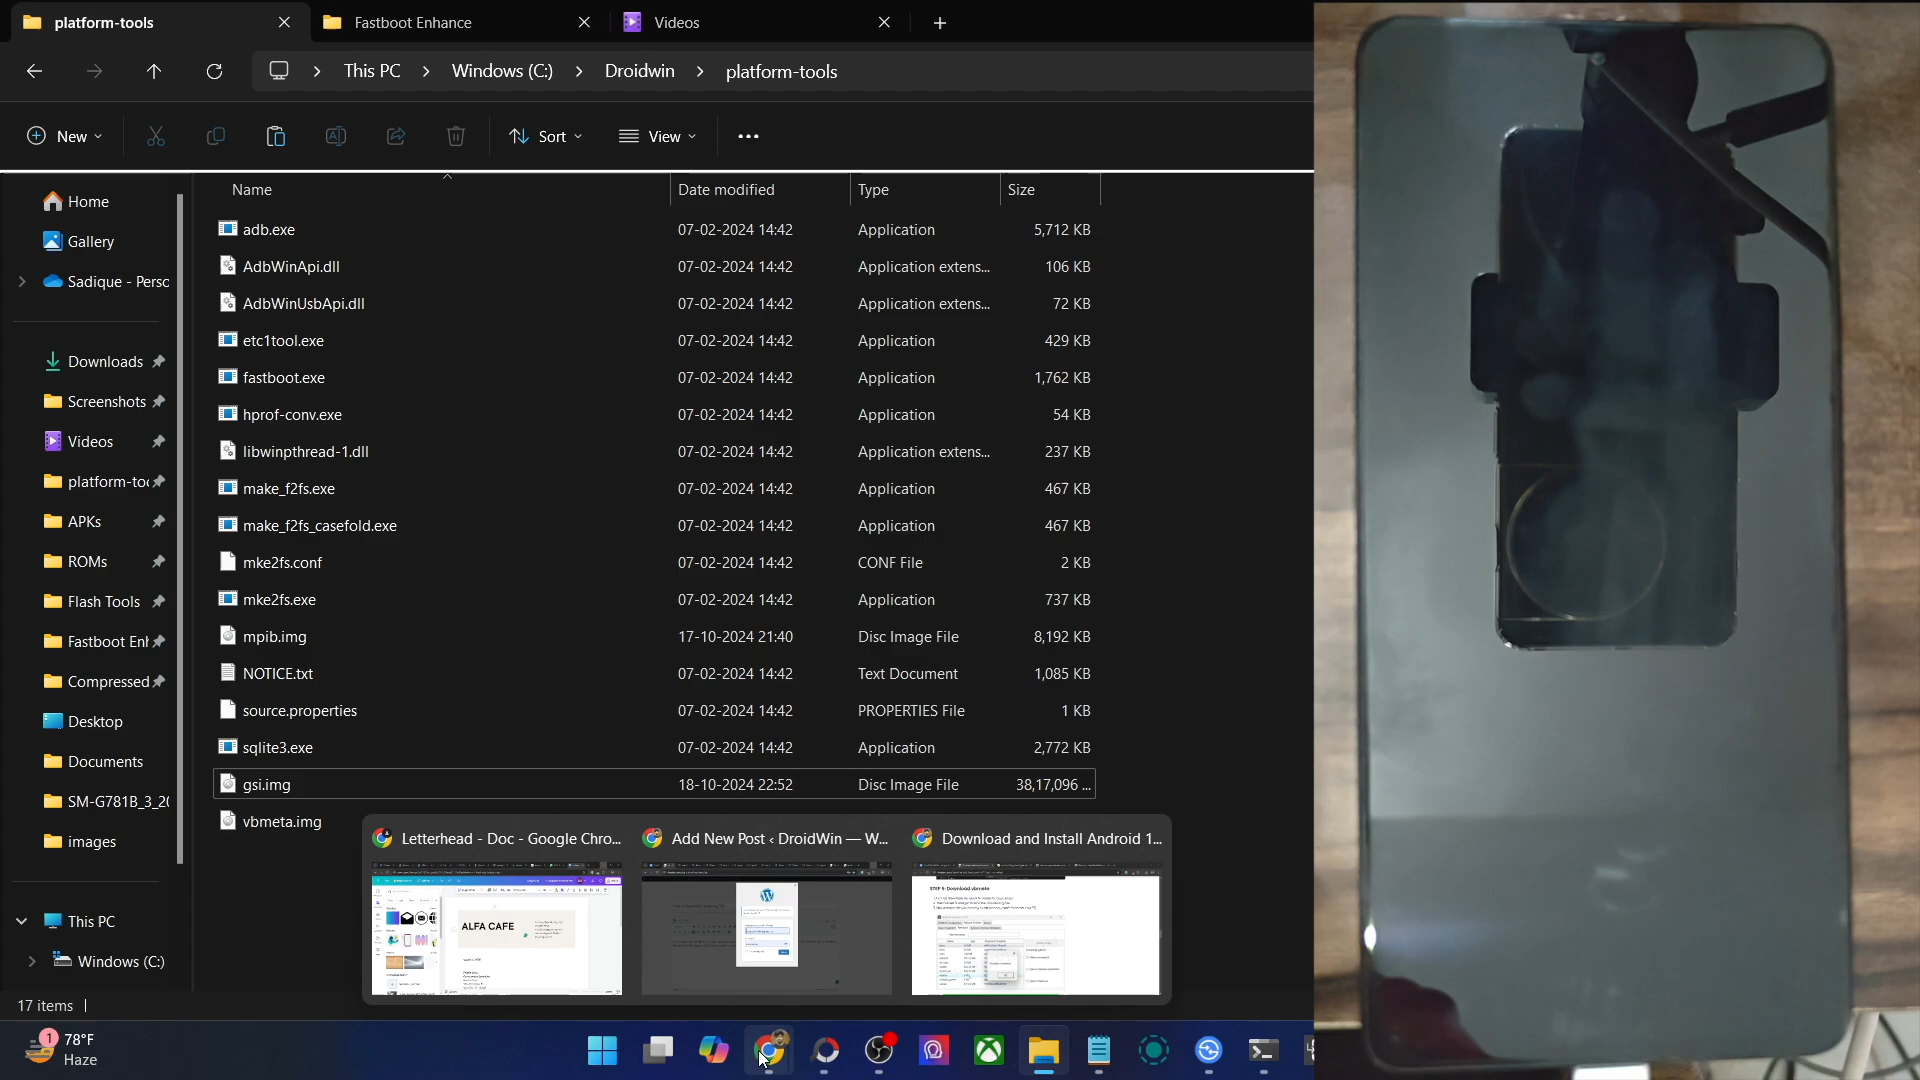 platform-tools
Fastboot Enhance
Videos
This PC
Windows (C:)
Droidwin
platform-tools
New
Sort
View
Name
Date modified
Type
Size
Home
Gallery
Sadique - Persc
Downloads
Screenshots
Videos
platform-too
APKs
ROMs
Flash Tools
Fastboot Enh
Compressed
Desktop
Documents
SM-G781B_3_20
images
This PC
Windows (C:)
adb.exe 07-02-2024 14:42 Application 5,712 KB
AdbWinApi.dll 07-02-2024 14:42 Application extens... 106 KB
AdbWinUsbApi.dll 07-02-2024 14:42 Application extens... 72 KB
etc1tool.exe 07-02-2024 14:42 Application 429 KB
fastboot.exe 07-02-2024 14:42 Application 1,762 KB
hprof-conv.exe 07-02-2024 14:42 Application 54 KB
libwinpthread-1.dll 07-02-2024 14:42 Application extens... 237 KB
make_f2fs.exe 07-02-2024 14:42 Application 467 KB
make_f2fs_casefold.exe 07-02-2024 14:42 Application 467 KB
mke2fs.conf 07-02-2024 14:42 CONF File 2 KB
mke2fs.exe 07-02-2024 14:42 Application 737 KB
mpib.img 17-10-2024 21:40 Disc Image File 8,192 KB
NOTICE.txt 07-02-2024 14:42 Text Document 1,085 KB
source.properties 07-02-2024 14:42 PROPERTIES File 1 KB
sqlite3.exe 07-02-2024 14:42 Application 2,772 KB
gsi.img 18-10-2024 22:52 Disc Image File 38,17,096 ...
vbmeta.img
Letterhead - Doc - Google Chro...
Add New Post ‹ DroidWin — W...
Download and Install Android 1...
ALFA CAFE
STEP 5: Download vbmeta
17 items
1
78°F
Haze